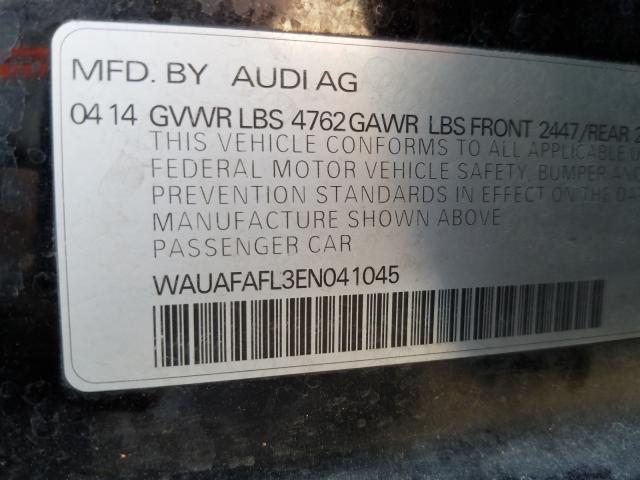 MFD. BY AUDI AG
04 14 GVWR LBS 4762 GAWR LBS FRONT 2447/REAR
THIS VEHICLE CONFORMS TO ALL APPLICABLE
FEDERAL MOTOR VEHICLE SAFETY, BUMPER AND
PREVENTION STANDARDS IN EFFECT ON THE
MANUFACTURE SHOWN ABOVE
PASSENGER CAR
WAUAFAFL3EN041045